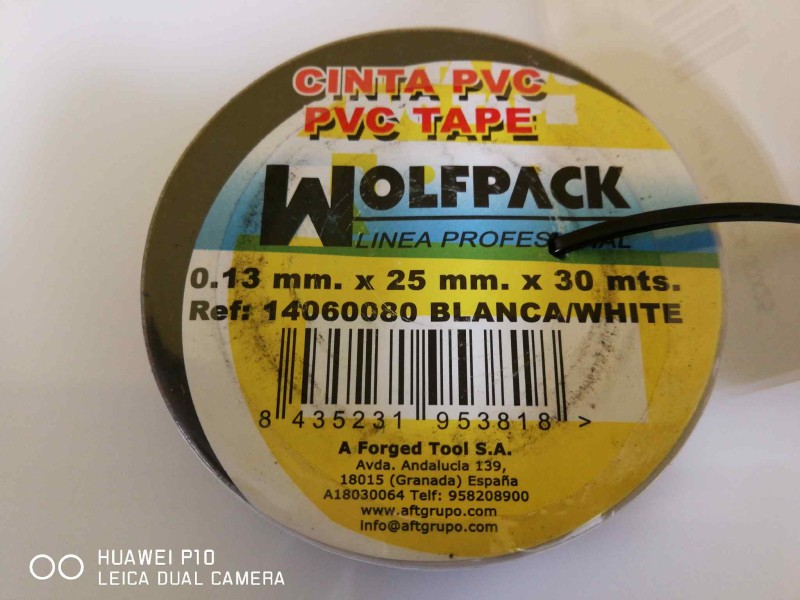 CINTA PVC
PVC TAPE
WOLFPACK
LINEA PROFES NAL
0.13 mm. x 25 mm. x 30 mts.
Ref: 14060080 BLANCA/WHITE
8 435231 953818 >
A Forged Tool S.A.
Avda. Andalucia 139,
18015 (Granada) España
A18030064 Telf: 958208900
www.aftgrupo.com
info@aftgrupo.com
HUAWEI P10
LEICA DUAL CAMERA